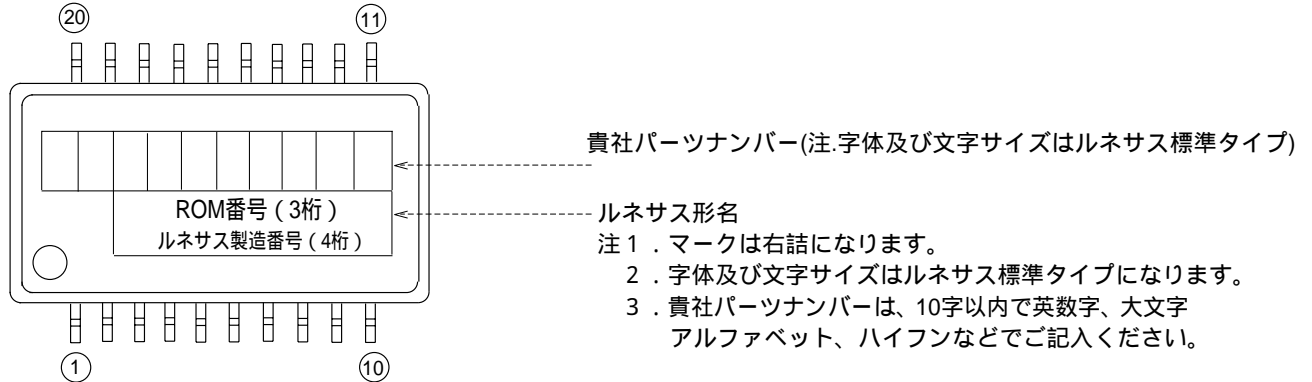 ⑳ ⑪
貴社パーツナンバー(注.字体及び文字サイズはルネサス標準タイプ)
ROM番号(3桁)
ルネサス製造番号(4桁)
ルネサス形名
注1.マークは右詰になります。
2.字体及び文字サイズはルネサス標準タイプになります。
3.貴社パーツナンバーは、10字以内で英数字、大文字
アルファベット、ハイフンなどでご記入ください。
① ⑩